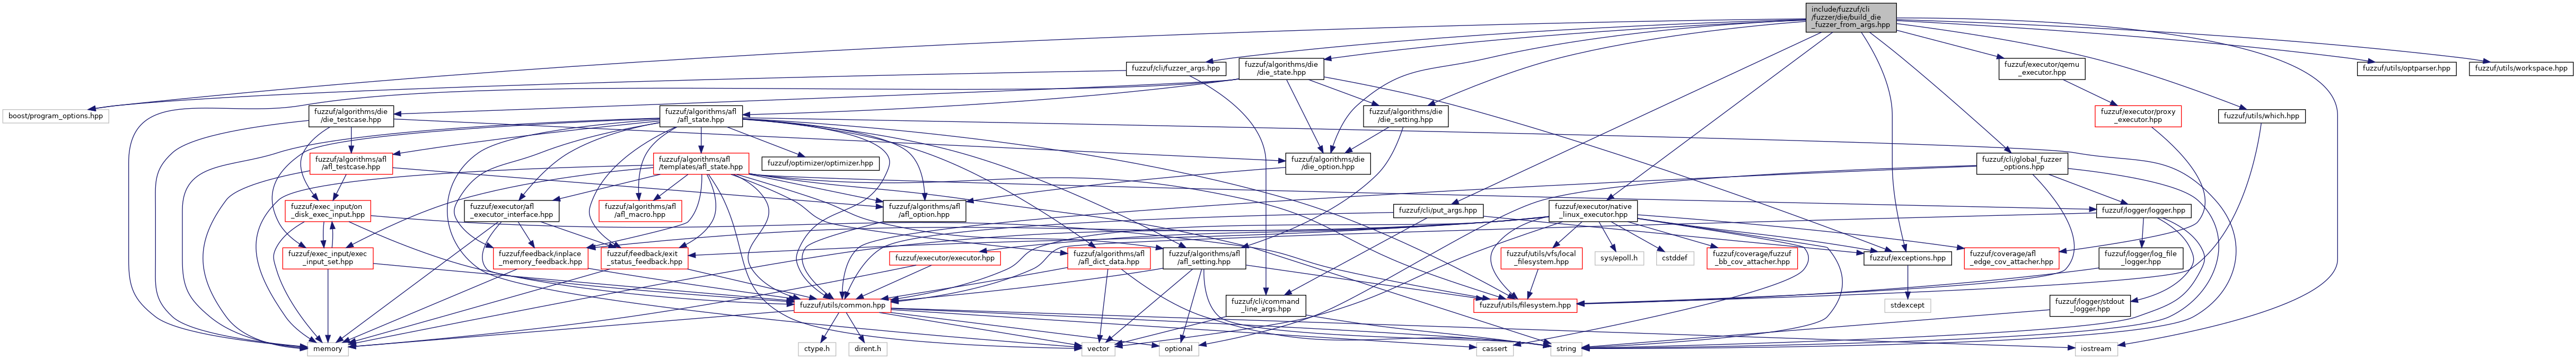 include/fuzzuf/cli
/fuzzer/die/build_die
_fuzzer_from_args.hpp
fuzzuf/cli/fuzzer_args.hpp
fuzzuf/algorithms/die
/die_state.hpp
fuzzuf/executor/qemu
_executor.hpp
fuzzuf/utils/optparser.hpp
fuzzuf/utils/workspace.hpp
boost/program_options.hpp
fuzzuf/algorithms/die
/die_testcase.hpp
fuzzuf/algorithms/afl
/afl_state.hpp
fuzzuf/algorithms/die
/die_setting.hpp
fuzzuf/executor/proxy
_executor.hpp
fuzzuf/utils/which.hpp
fuzzuf/algorithms/afl
/afl_testcase.hpp
fuzzuf/algorithms/afl
/templates/afl_state.hpp
fuzzuf/optimizer/optimizer.hpp
fuzzuf/algorithms/die
/die_option.hpp
fuzzuf/cli/global_fuzzer
_options.hpp
fuzzuf/exec_input/on
_disk_exec_input.hpp
fuzzuf/executor/afl
_executor_interface.hpp
fuzzuf/algorithms/afl
/afl_macro.hpp
fuzzuf/algorithms/afl
/afl_option.hpp
fuzzuf/cli/put_args.hpp
fuzzuf/executor/native
_linux_executor.hpp
fuzzuf/logger/logger.hpp
fuzzuf/exec_input/exec
_input_set.hpp
fuzzuf/feedback/inplace
_memory_feedback.hpp
fuzzuf/feedback/exit
_status_feedback.hpp
fuzzuf/executor/executor.hpp
fuzzuf/algorithms/afl
/afl_dict_data.hpp
fuzzuf/algorithms/afl
/afl_setting.hpp
fuzzuf/utils/vfs/local
_filesystem.hpp
sys/epoll.h
cstddef
fuzzuf/coverage/fuzzuf
_bb_cov_attacher.hpp
fuzzuf/exceptions.hpp
fuzzuf/coverage/afl
_edge_cov_attacher.hpp
fuzzuf/logger/log_file
_logger.hpp
fuzzuf/utils/common.hpp
fuzzuf/cli/command
_line_args.hpp
fuzzuf/utils/filesystem.hpp
stdexcept
fuzzuf/logger/stdout
_logger.hpp
memory
ctype.h
dirent.h
vector
optional
cassert
string
iostream